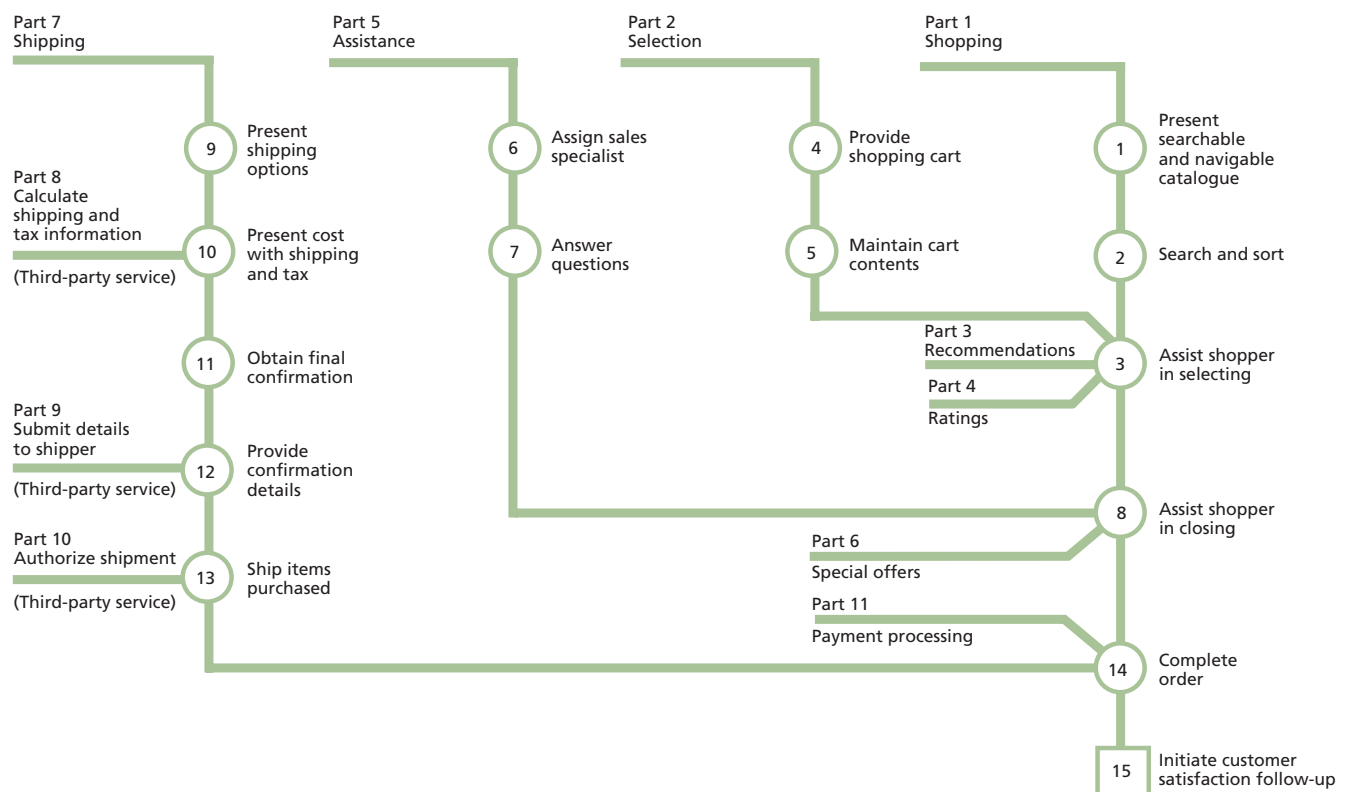 Part 7
Shipping
Part 5
Assistance
Part 2
Selection
Part 1
Shopping
9
Present
shipping
options
6
Assign sales
specialist
4
Provide
shopping cart
1
Present
searchable
and navigable
catalogue
Part 8
Calculate
shipping and
tax information
(Third-party service)
10
Present cost
with shipping
and tax
7
Answer
questions
5
Maintain cart
contents
2
Search and sort
11
Obtain final
confirmation
Part 3
Recommendations
Part 4
Ratings
3
Assist shopper
in selecting
Part 9
Submit details
to shipper
(Third-party service)
12
Provide
confirmation
details
8
Assist shopper
in closing
Part 10
Authorize shipment
(Third-party service)
13
Ship items
purchased
Part 6
Special offers
Part 11
Payment processing
14
Complete
order
15
Initiate customer
satisfaction follow-up